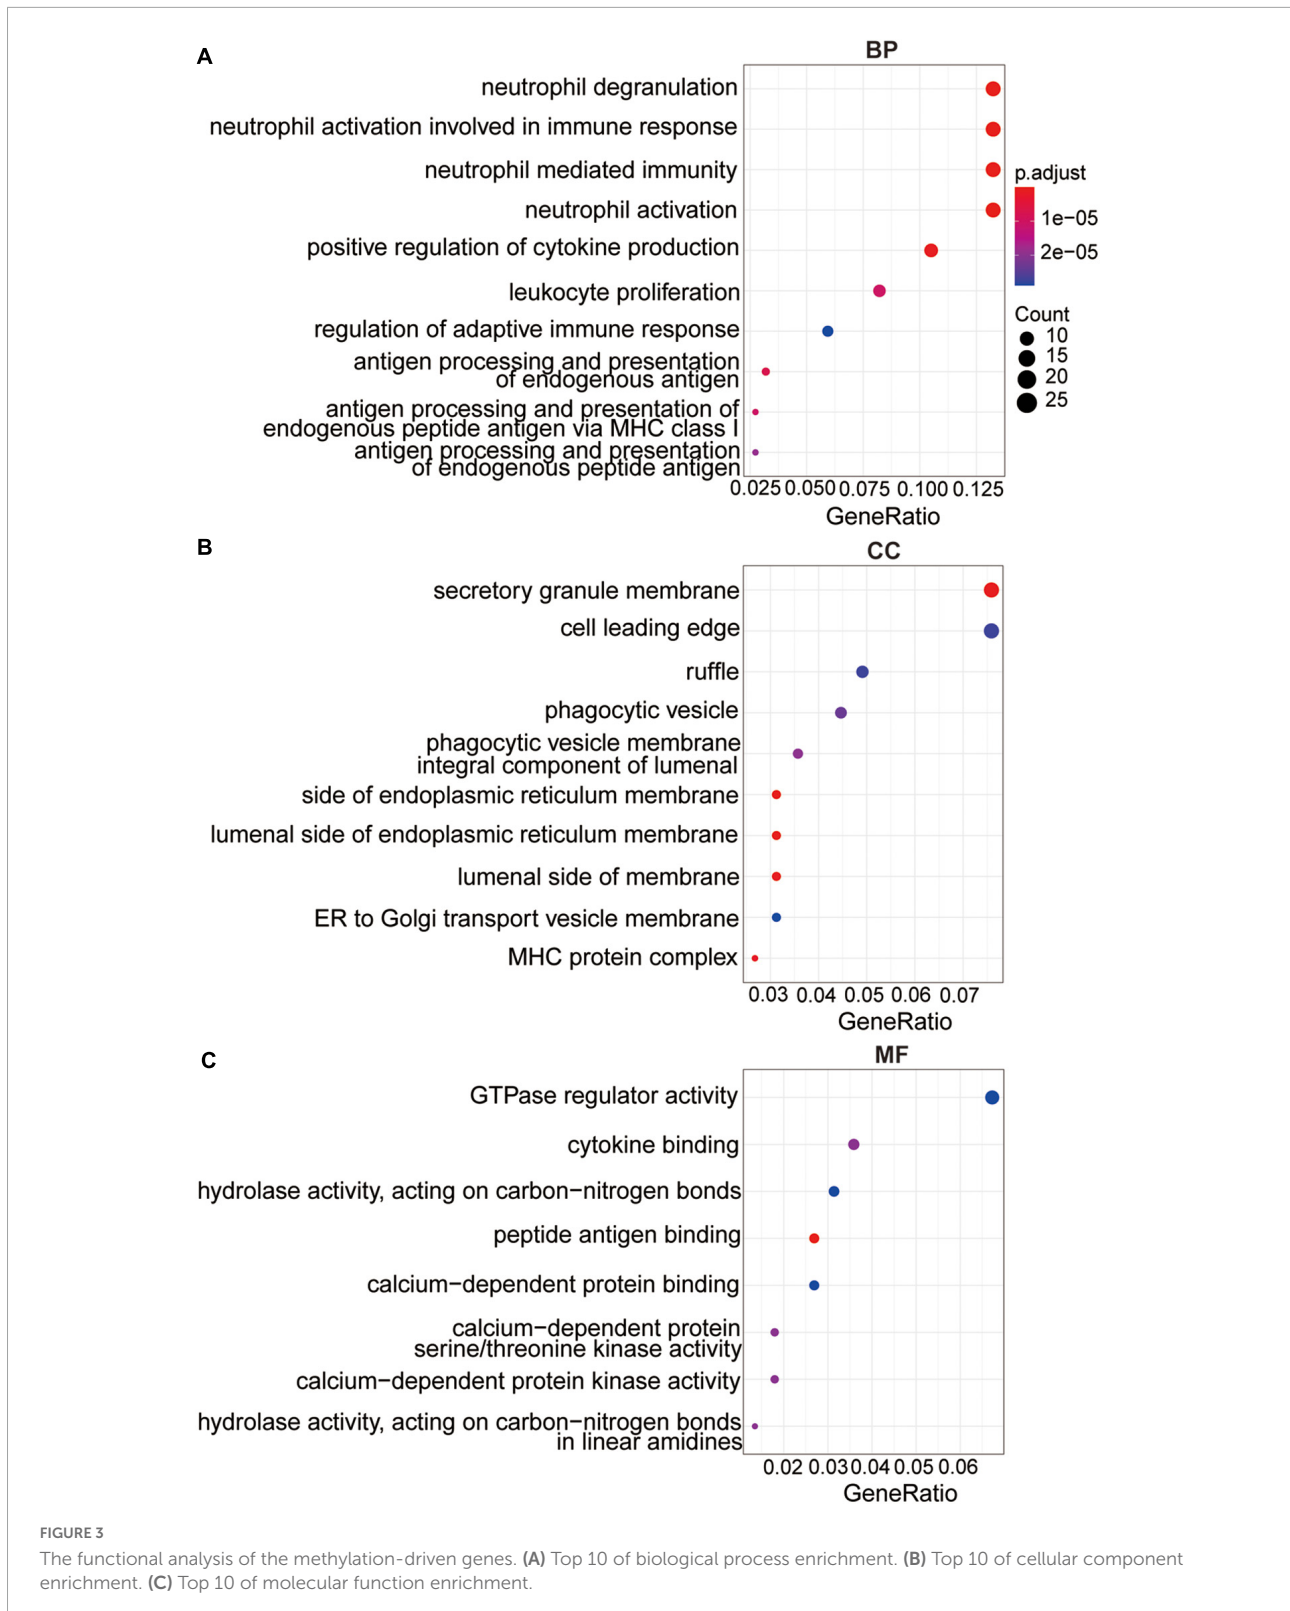 A
BP
neutrophil degranulation
neutrophil activation involved in immune response
neutrophil mediated immunity
neutrophil activation
positive regulation of cytokine production
leukocyte proliferation
regulation of adaptive immune response
antigen processing and presentation
of endogenous antigen
antigen processing and presentation of
endogenous peptide antigen via MHC class I
antigen processing and presentation
of endogenous peptide antigen
0.025 0.050 0.075 0.100 0.125
GeneRatio
p.adjust
1e−05
2e−05
Count
10
15
20
25
B
CC
secretory granule membrane
cell leading edge
ruffle
phagocytic vesicle
phagocytic vesicle membrane
integral component of lumenal
side of endoplasmic reticulum membrane
lumenal side of endoplasmic reticulum membrane
lumenal side of membrane
ER to Golgi transport vesicle membrane
MHC protein complex
0.03 0.04 0.05 0.06 0.07
GeneRatio
C
MF
GTPase regulator activity
cytokine binding
hydrolase activity, acting on carbon−nitrogen bonds
peptide antigen binding
calcium−dependent protein binding
calcium−dependent protein
serine/threonine kinase activity
calcium−dependent protein kinase activity
hydrolase activity, acting on carbon−nitrogen bonds
in linear amidines
0.02 0.03 0.04 0.05 0.06
GeneRatio
FIGURE 3
The functional analysis of the methylation-driven genes. (A) Top 10 of biological process enrichment. (B) Top 10 of cellular component
enrichment. (C) Top 10 of molecular function enrichment.